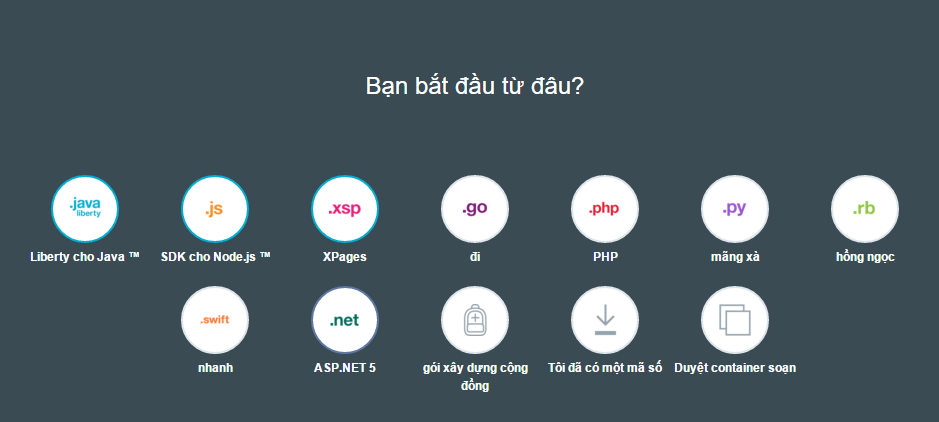 Bạn bắt đầu từ đâu?
.java
liberty
.js
.xsp
.go
.php
.py
.rb
Liberty cho Java ™
SDK cho Node.js ™
XPages
đi
PHP
mãng xà
hồng ngọc
.swift
.net
nhanh
ASP.NET 5
gói xây dựng cộng
đồng
Tôi đã có một mã số
Duyệt container soạn